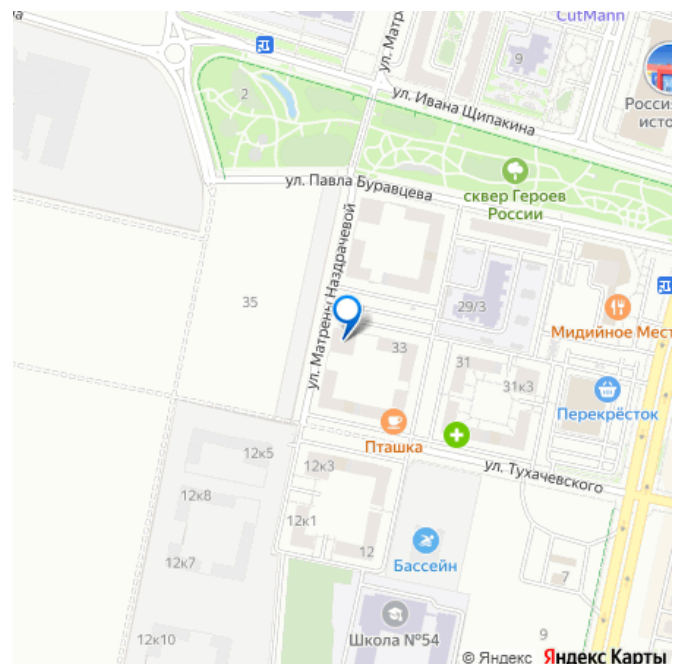 CutMann
ул. Матр
9
2
ул. Ивана Щипакина
Росси
исто
ул. Павла Буравцева
сквер Героев
России
ул. Матрены Наздрачевой
35
29/3
Мидийное Мест
33
31
31к3
Перекрёсток
Пташка
ул. Тухачевского
12к5
12к3
12к8
12к1
12
12к7
Бассейн
7
Школа №54
12к10
9
© Яндекс Яндекс Карты